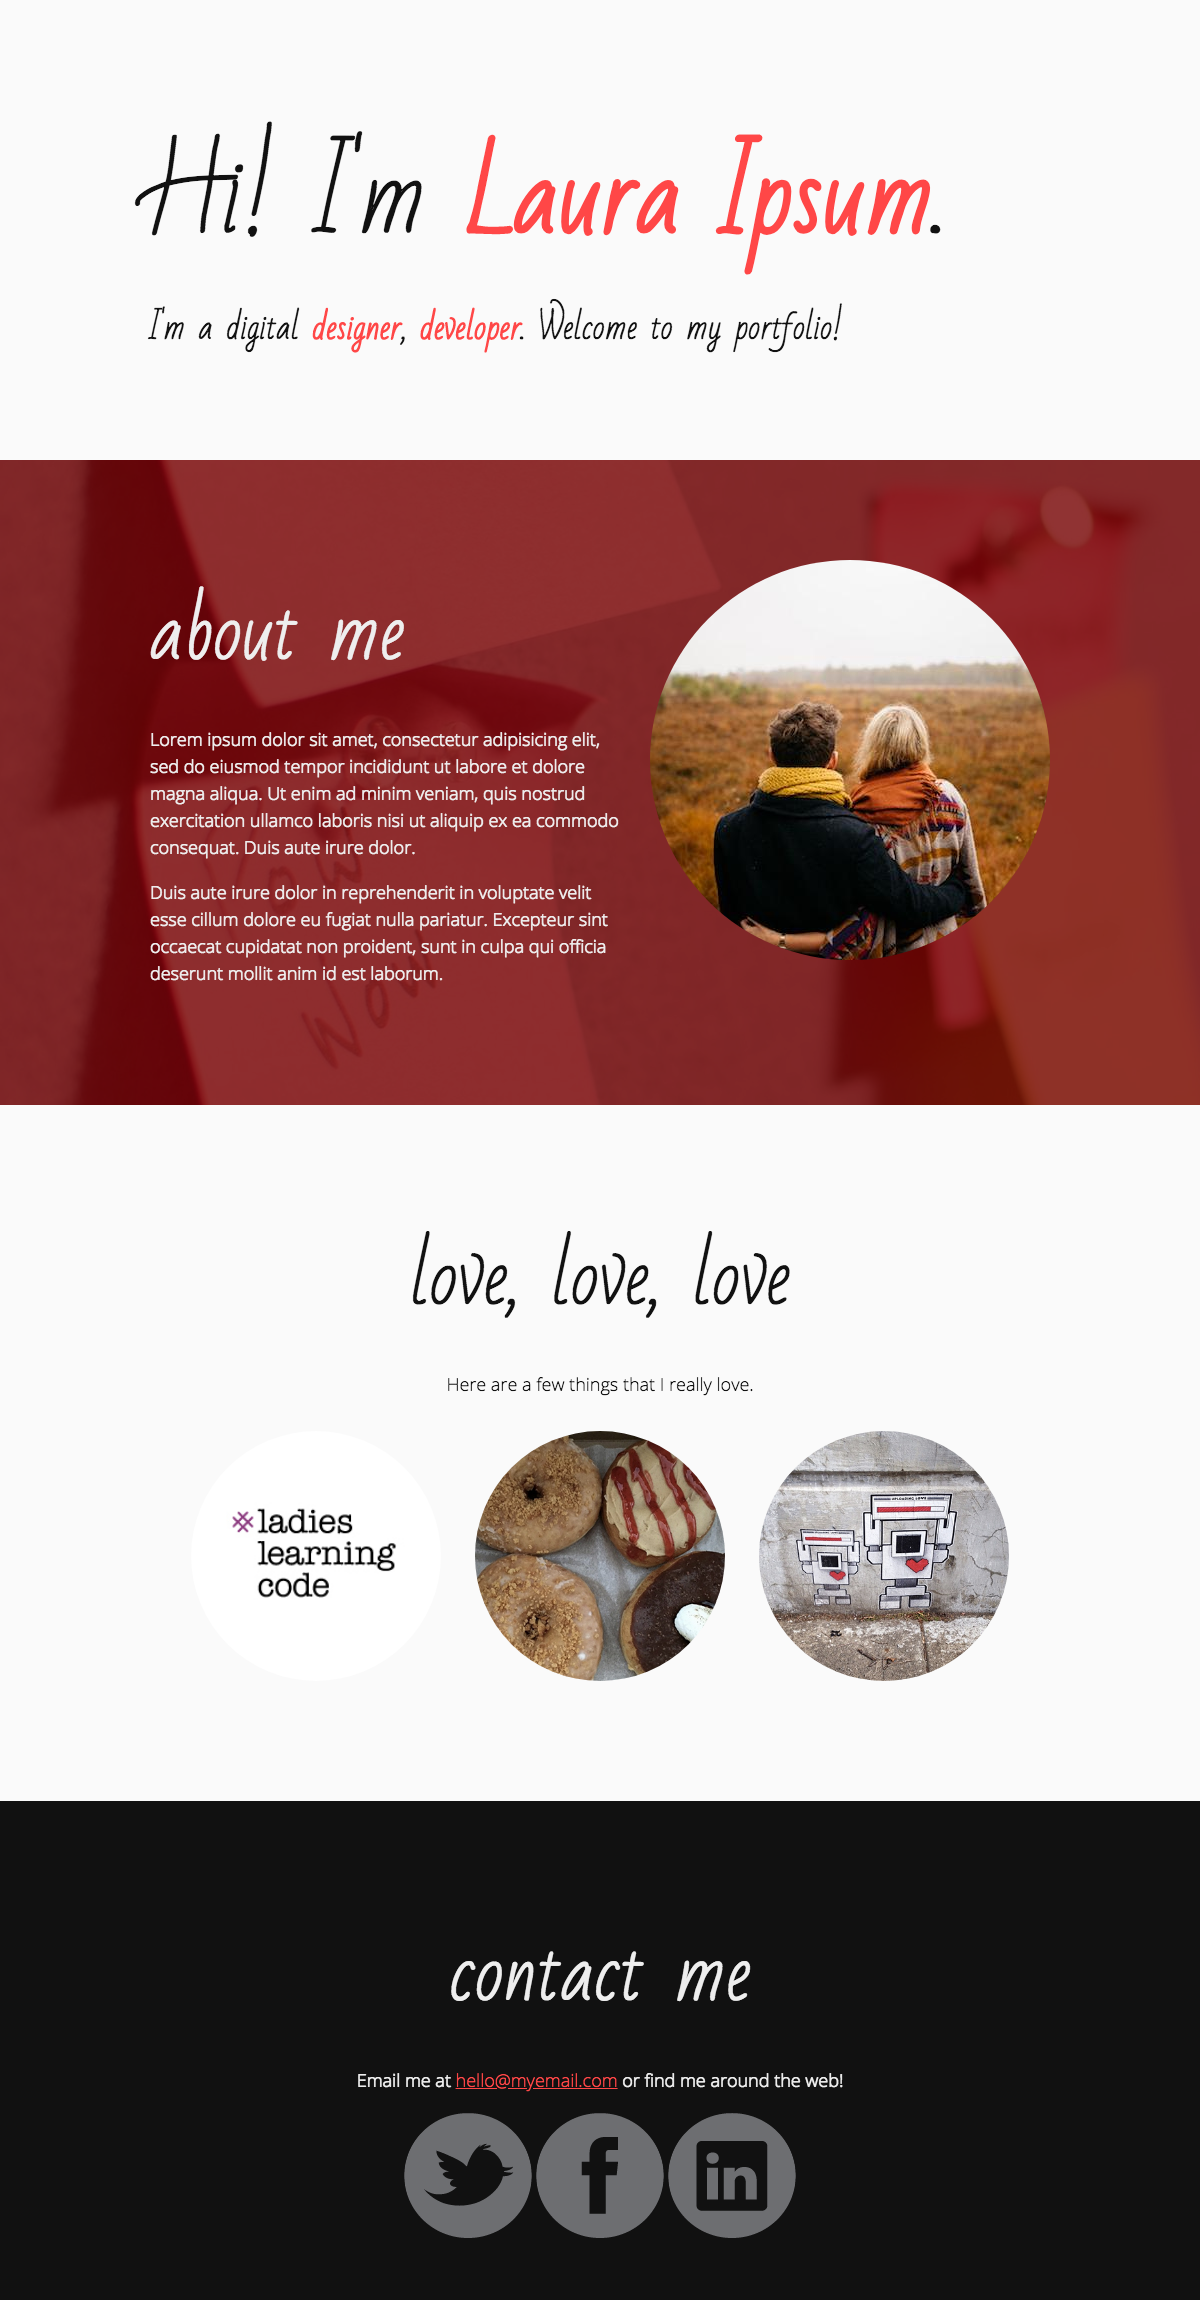 Hi! I'm Laura Ipsum.
I'm a digital designer, developer. Welcome to my portfolio!
about me
Lorem ipsum dolor sit amet, consectetur adipisicing elit,
sed do eiusmod tempor incididunt ut labore et dolore
magna aliqua. Ut enim ad minim veniam, quis nostrud
exercitation ullamco laboris nisi ut aliquip ex ea commodo
consequat. Duis aute irure dolor.
Duis aute irure dolor in reprehenderit in voluptate velit
esse cillum dolore eu fugiat nulla pariatur. Excepteur sint
occaecat cupidatat non proident, sunt in culpa qui officia
deserunt mollit anim id est laborum.
love, love, love
Here are a few things that I really love.
ladies
learning
code
contact me
Email me at hello@myemail.com or find me around the web!
f
in